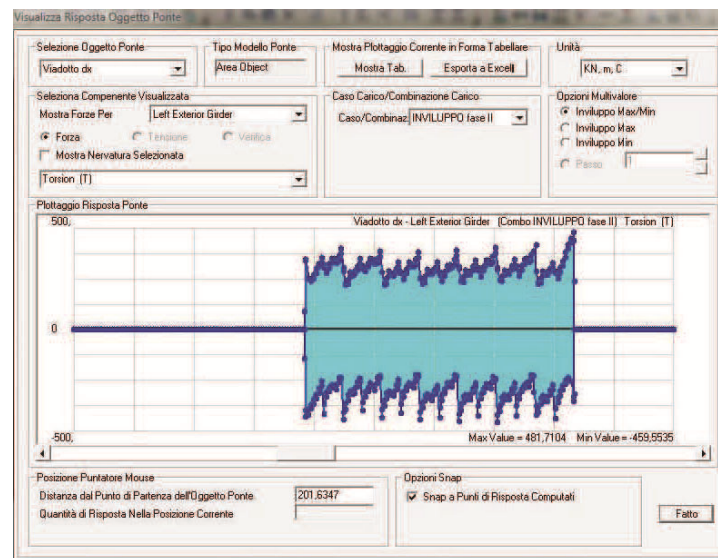 Visualizza Risposta Oggetto Ponte
Selezione Oggetto Ponte
Viadotto dx
Tipo Modello Ponte
Area Object
Mostra Plottaggio Corrente in Forma Tabellare
Mostra Tab.
Esporta a Excell
Unità
KN, m, C
Seleziona Compenente Visualizzata
Mostra Forze Per
Left Exterior Girder
Forza
Tensione
Verifica
Mostra Nervatura Selezionata
Torsion (T)
Caso Carico/Combinazione Carico
Caso/Combinaz.
INVILUPPO fase II
Opzioni Multivalore
Inviluppo Max/Min
Inviluppo Max
Inviluppo Min
Passo
1
Plottaggio Risposta Ponte
500,
Viadotto dx - Left Exterior Girder (Combo INVILUPPO fase II) Torsion (T)
0
-500,
Max Value = 481,7104 Min Value = -459,5535
Posizione Puntatore Mouse
Distanza dal Punto di Partenza dell'Oggetto Ponte
201.6347
Quantità di Risposta Nella Posizione Corrente
Opzioni Snap
Snap a Punti di Risposta Computati
Fatto